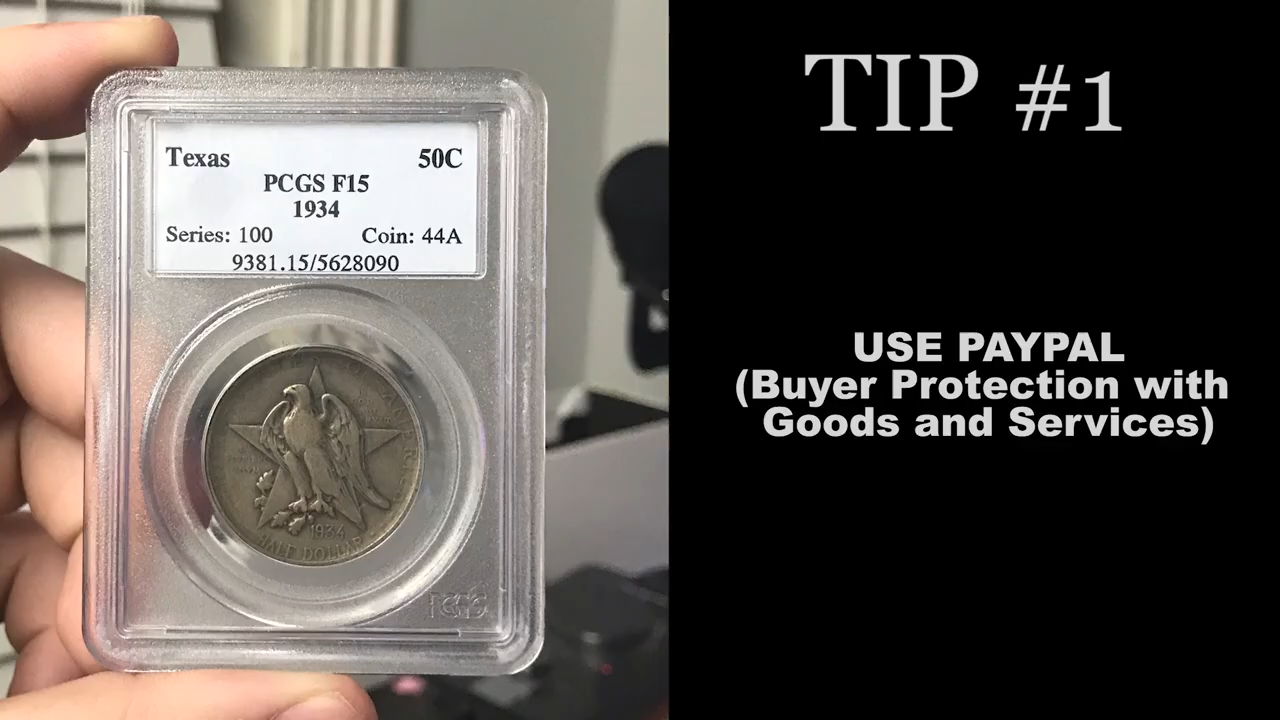 Texas 50C
PCGS F15
1934
Series: 100 Coin: 44A
9381.15/5628090
1934
HALF DOLLAR
PCGS
TIP #1
USE PAYPAL
(Buyer Protection with
Goods and Services)